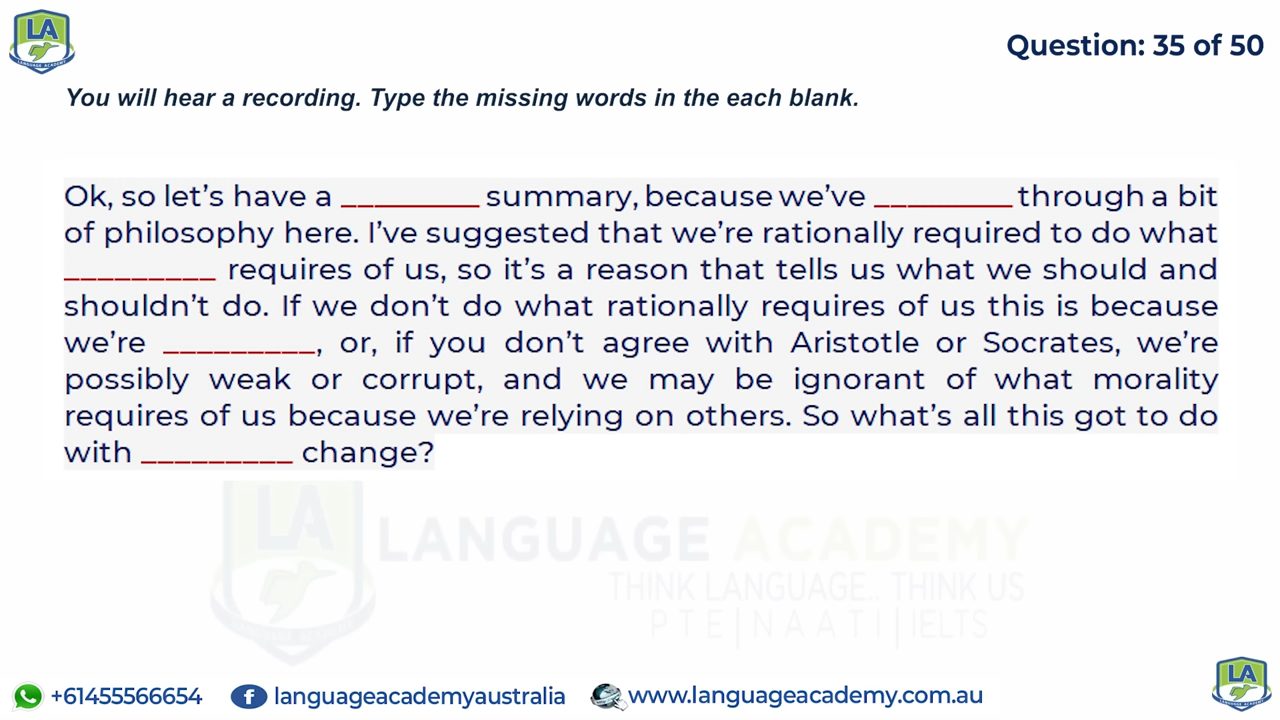 LA
LANGUAGE ACADEMY
Question: 35 of 50
You will hear a recording. Type the missing words in the each blank.
Ok, so let's have a _________ summary, because we've _________ through a bit
of philosophy here. I've suggested that we're rationally required to do what
_________ requires of us, so it's a reason that tells us what we should and
shouldn't do. If we don't do what rationally requires of us this is because
we're _________, or, if you don't agree with Aristotle or Socrates, we're
possibly weak or corrupt, and we may be ignorant of what morality
requires of us because we're relying on others. So what's all this got to do
with _________ change?
LA
LANGUAGE ACADEMY
THINK LANGUAGE.. THINK US
PTE|NAATI|IELTS
+61455566654
languageacademyaustralia
www.languageacademy.com.au
LA